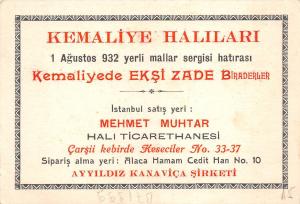 KEMALİYE HALILARI
1 Ağustos 932 yerli mallar sergisi hatırası
Kemaliyede EKŞİ ZADE BİRADERLER
İstanbul satış yeri :
MEHMET MUHTAR
HALI TİCARETHANESİ
Çarşii kebirde Keseciler No. 33-37
Sipariş alma yeri : Alaca Hamam Cedit Han No. 10
AYYILDIZ KANAVİÇA ŞİRKETİ